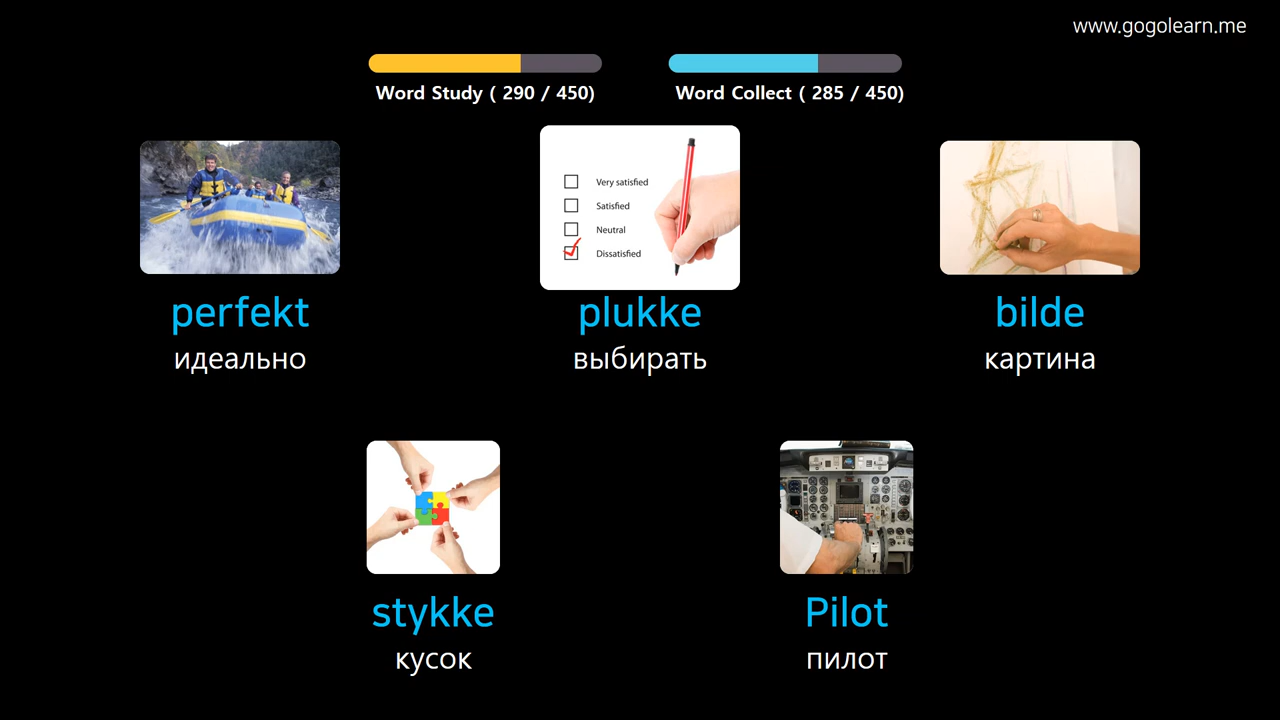 www.gogolearn.me
Word Study ( 290 / 450)
Word Collect ( 285 / 450)
Very satisfied
Satisfied
Neutral
Dissatisfied
perfekt
plukke
bilde
идеально
выбирать
картина
stykke
Pilot
кусок
пилот